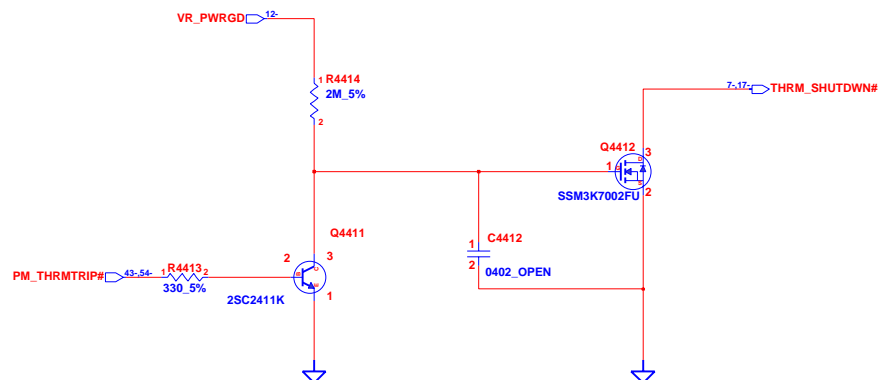 VR_PWRGD 12-
1 R4414
2M_5%
2
7-,17- THRM_SHUTDWN#
Q4412
3
D
1 G
S
2
SSM3K7002FU
Q4411
C4412
1
2
0402_OPEN
2 3
C
B
E
1
2SC2411K
PM_THRMTRIP# 43-,54- 1 R4413 2
330_5%